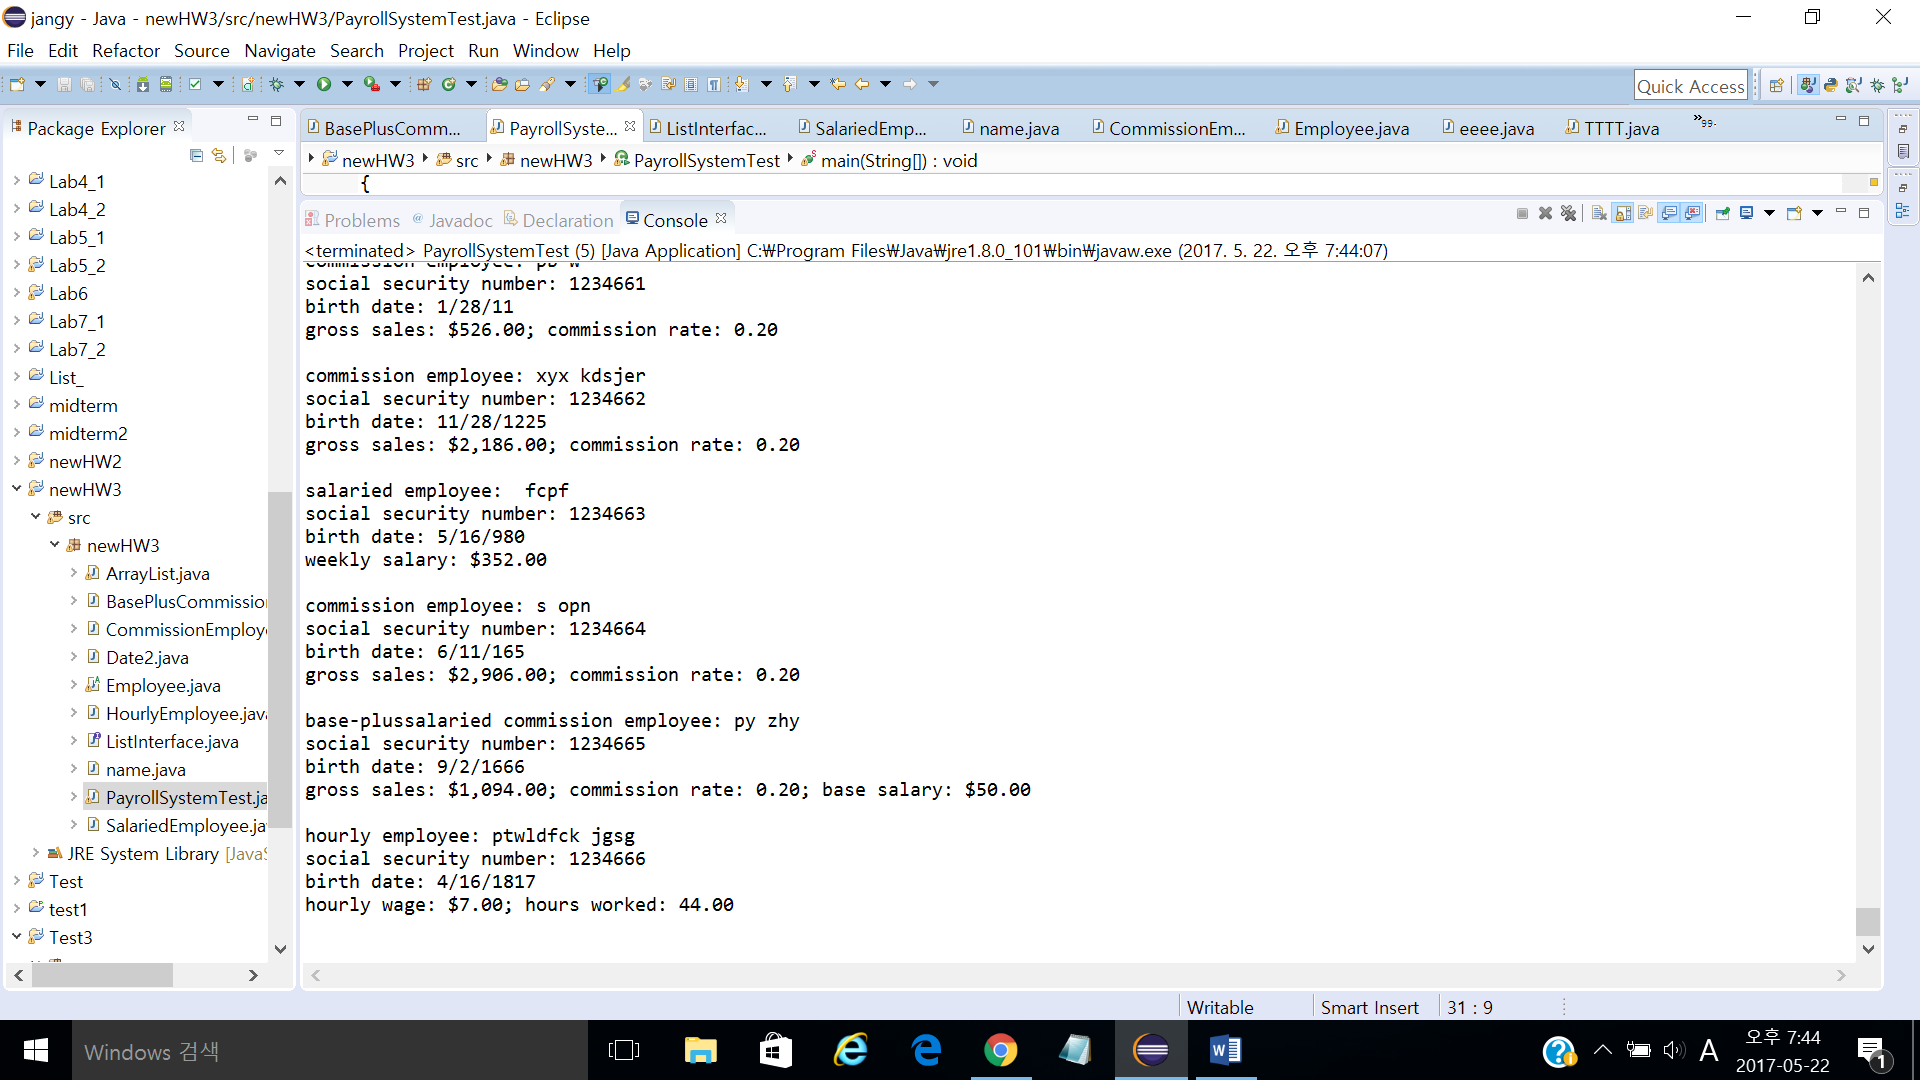 jangy - Java - newHW3/src/newHW3/PayrollSystemTest.java - Eclipse
File Edit Refactor Source Navigate Search Project Run Window Help
Quick Access
Package Explorer
BasePlusComm... PayrollSyste... ListInterfac... SalariedEmp... name.java CommissionEm... Employee.java eeee.java TTTT.java »99+
newHW3 src newHW3 PayrollSystemTest main(String[]) : void
{
Lab4_1
Lab4_2
Lab5_1
Lab5_2
Lab6
Lab7_1
Lab7_2
List_
midterm
midterm2
newHW2
newHW3
src
newHW3
ArrayList.java
BasePlusCommission
CommissionEmploye
Date2.java
Employee.java
HourlyEmployee.java
ListInterface.java
name.java
PayrollSystemTest.ja
SalariedEmployee.ja
JRE System Library [JavaS
Test
test1
Test3
Problems Javadoc Declaration Console
<terminated> PayrollSystemTest (5) [Java Application] C:₩Program Files₩Java₩jre1.8.0_101₩bin₩javaw.exe (2017. 5. 22. 오후 7:44:07)
commission employee: pb w
social security number: 1234661
birth date: 1/28/11
gross sales: $526.00; commission rate: 0.20
commission employee: xyx kdsjer
social security number: 1234662
birth date: 11/28/1225
gross sales: $2,186.00; commission rate: 0.20
salaried employee:  fcpf
social security number: 1234663
birth date: 5/16/980
weekly salary: $352.00
commission employee: s opn
social security number: 1234664
birth date: 6/11/165
gross sales: $2,906.00; commission rate: 0.20
base-plussalaried commission employee: py zhy
social security number: 1234665
birth date: 9/2/1666
gross sales: $1,094.00; commission rate: 0.20; base salary: $50.00
hourly employee: ptwldfck jgsg
social security number: 1234666
birth date: 4/16/1817
hourly wage: $7.00; hours worked: 44.00
Writable Smart Insert 31 : 9
Windows 검색
A
오후 7:44
2017-05-22
1